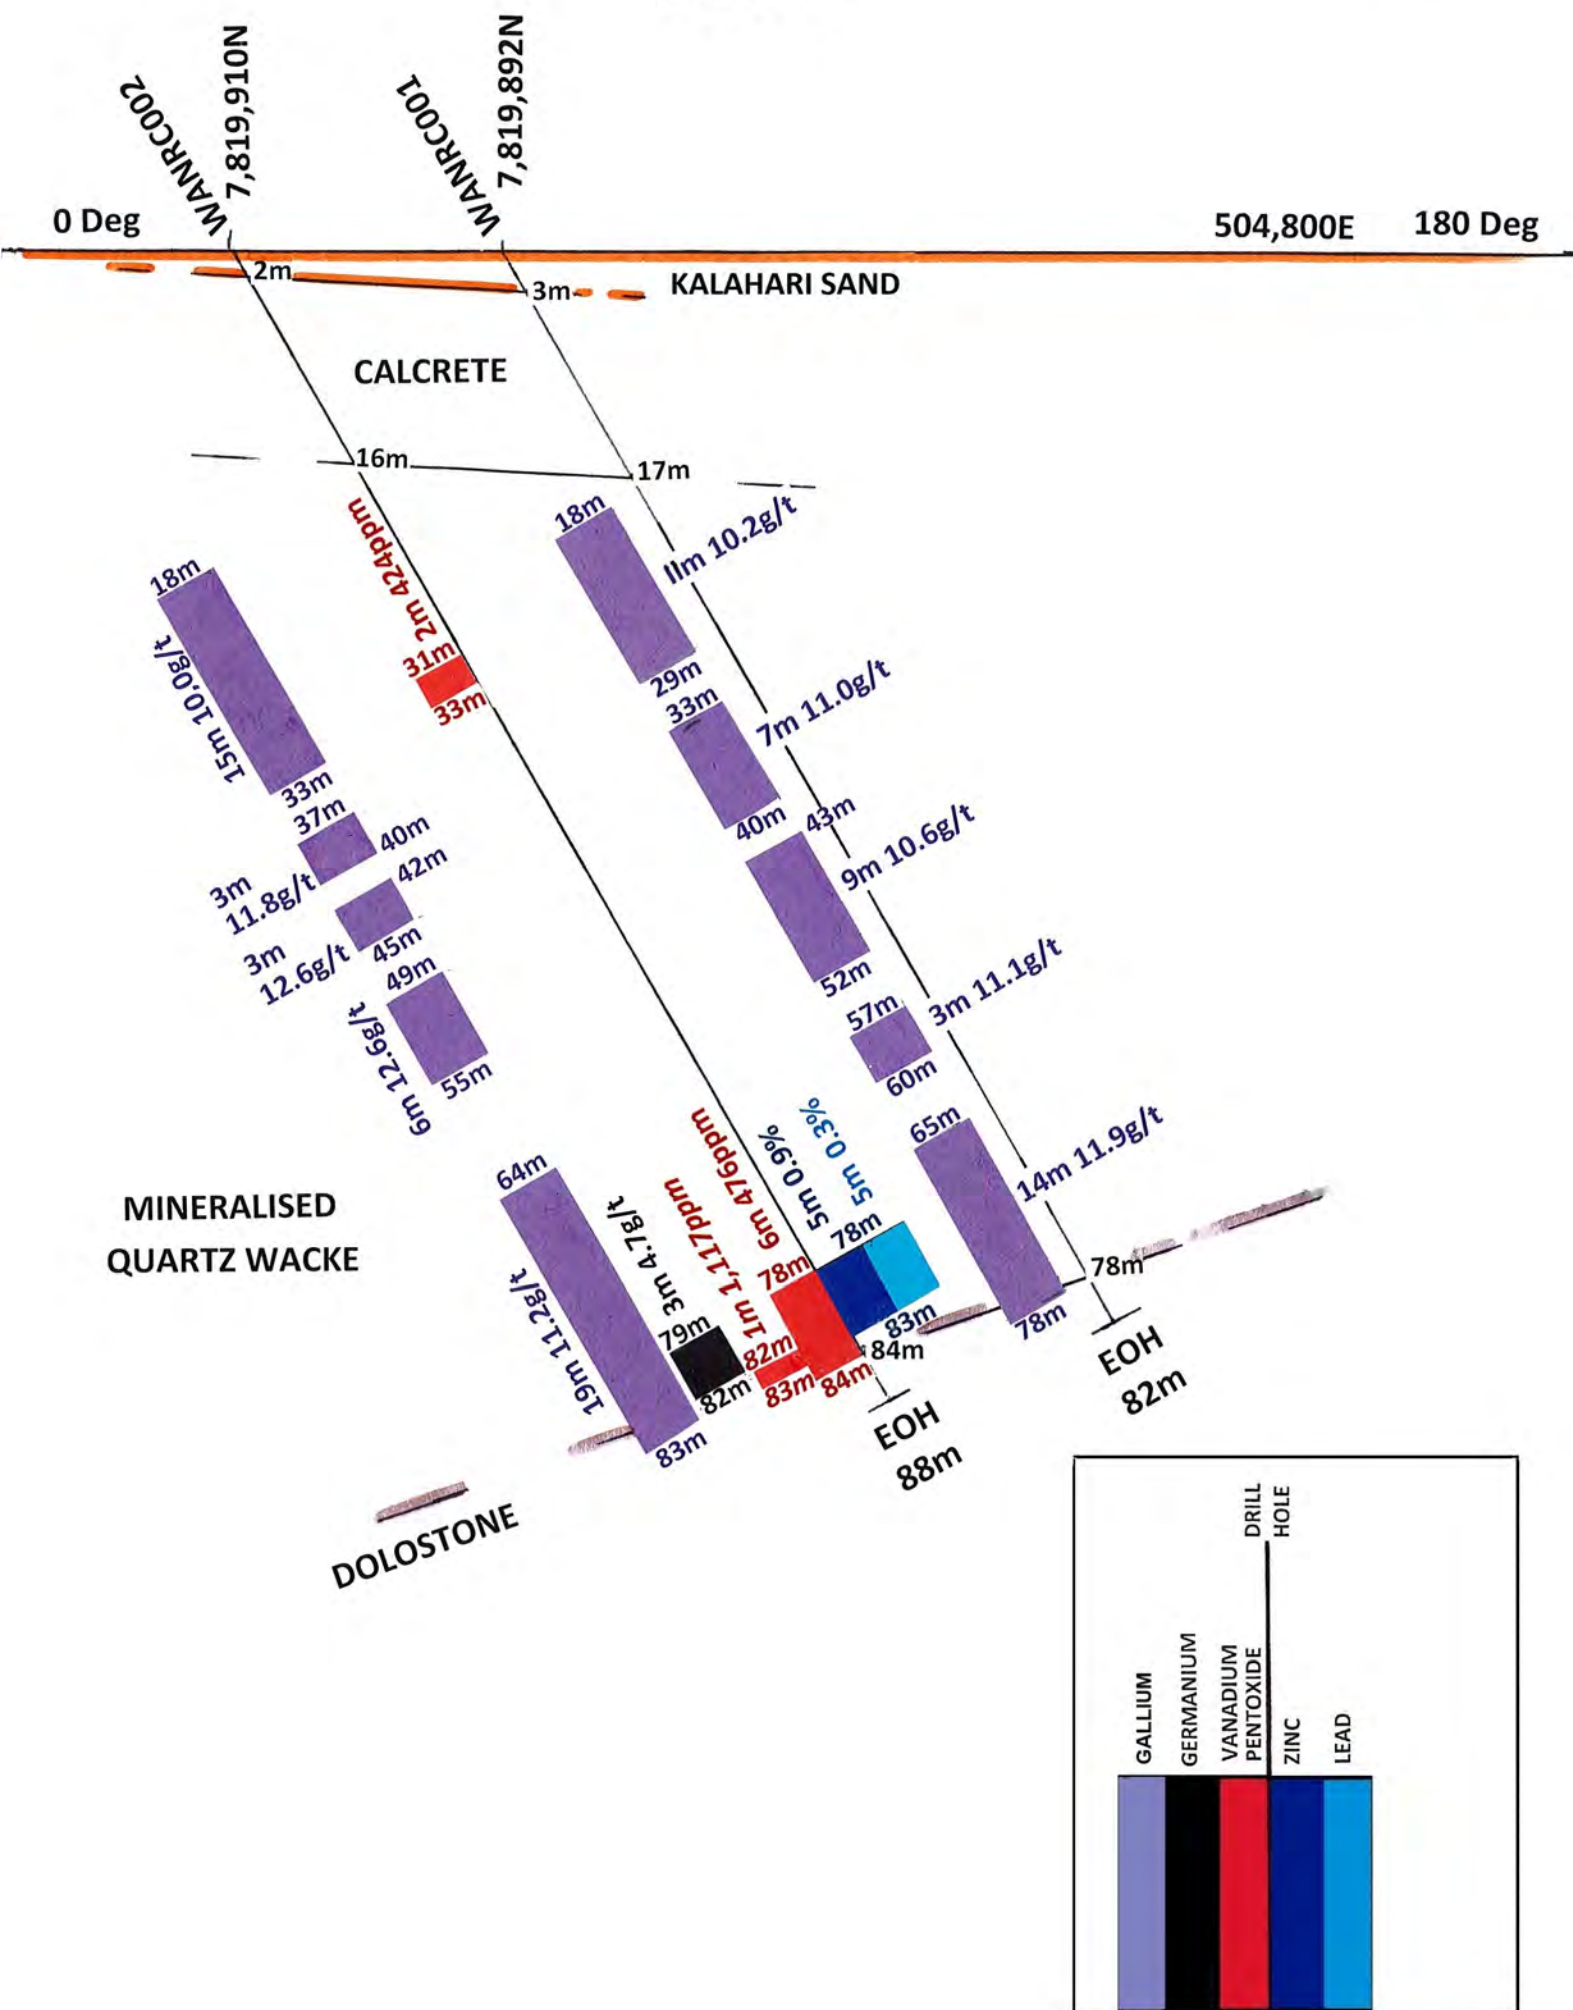 WANRC002
7,819,910N
WANRC001
7,819,892N
0 Deg
504,800E
180 Deg
2m
3m
KALAHARI SAND
CALCRETE
16m
17m
2m 424ppm
31m
33m
18m
15m 10.0g/t
33m
37m
40m
3m
11.8g/t
42m
3m
12.6g/t
45m
49m
6m 12.6g/t
55m
18m
11m 10.2g/t
29m
33m
7m 11.0g/t
40m
43m
9m 10.6g/t
52m
57m
3m 11.1g/t
60m
65m
14m 11.9g/t
78m
78m
EOH
82m
MINERALISED
QUARTZ WACKE
64m
19m 11.2g/t
83m
3m 4.7g/t
79m
82m
1m 1,117ppm
82m
83m
6m 476ppm
78m
84m
5m 0.9%
5m 0.3%
78m
83m
84m
EOH
88m
DOLOSTONE
DRILL
HOLE
GALLIUM
GERMANIUM
VANADIUM
PENTOXIDE
ZINC
LEAD